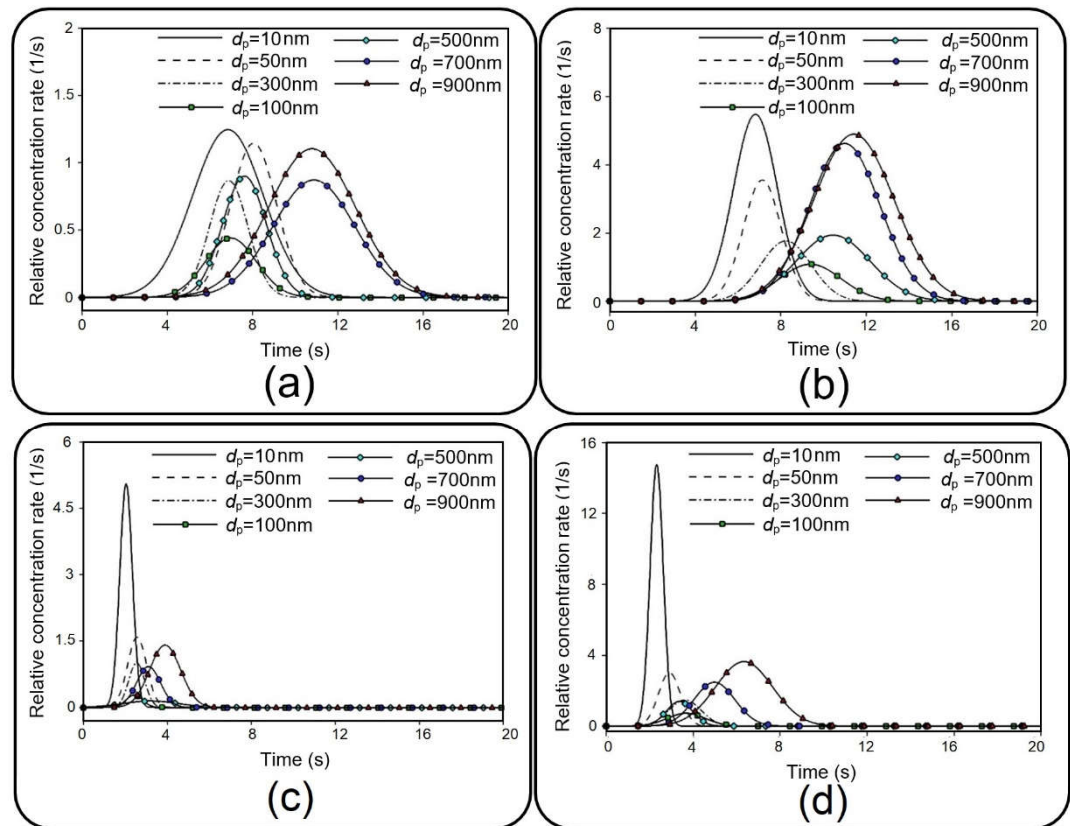 Relative concentration rate (1/s)
2
1.5
1
0.5
0
0 4 8 12 16 20
Time (s)
dp=10nm
dp=50nm
dp=300nm
dp=100nm
dp=500nm
dp =700nm
dp =900nm
(a)
Relative concentration rate (1/s)
8
6
4
2
0
0 4 8 12 16 20
Time (s)
dp=10nm
dp=50nm
dp=300nm
dp=100nm
dp=500nm
dp =700nm
dp =900nm
(b)
Relative concentration rate (1/s)
6
4.5
3
1.5
0
0 4 8 12 16 20
Time (s)
dp=10nm
dp=50nm
dp=300nm
dp=100nm
dp=500nm
dp =700nm
dp =900nm
(c)
Relative concentration rate (1/s)
16
12
8
4
0
0 4 8 12 16 20
Time (s)
dp=10nm
dp=50nm
dp=300nm
dp=100nm
dp=500nm
dp =700nm
dp =900nm
(d)